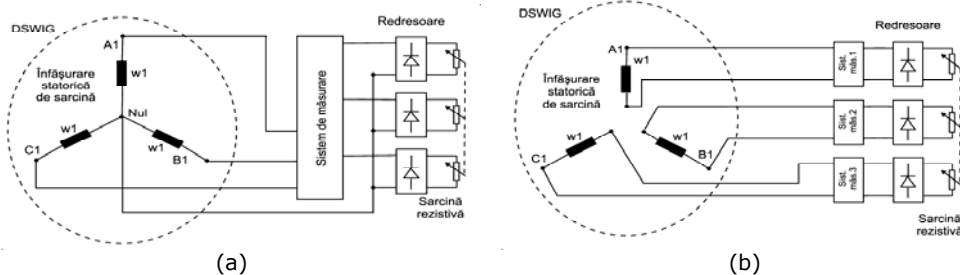 DSWIG
A1
w1
Înfăşurare
statorică
de sarcină
Nul
w1
w1
C1
B1
Sistem de măsurare
Redresoare
Sarcină
rezistivă
(a)
DSWIG
A1
w1
Înfăşurare
statorică
de sarcină
w1
w1
C1
B1
Sist.
măs.1
Sist.
măs.2
Sist.
măs.3
Redresoare
Sarcină
rezistivă
(b)